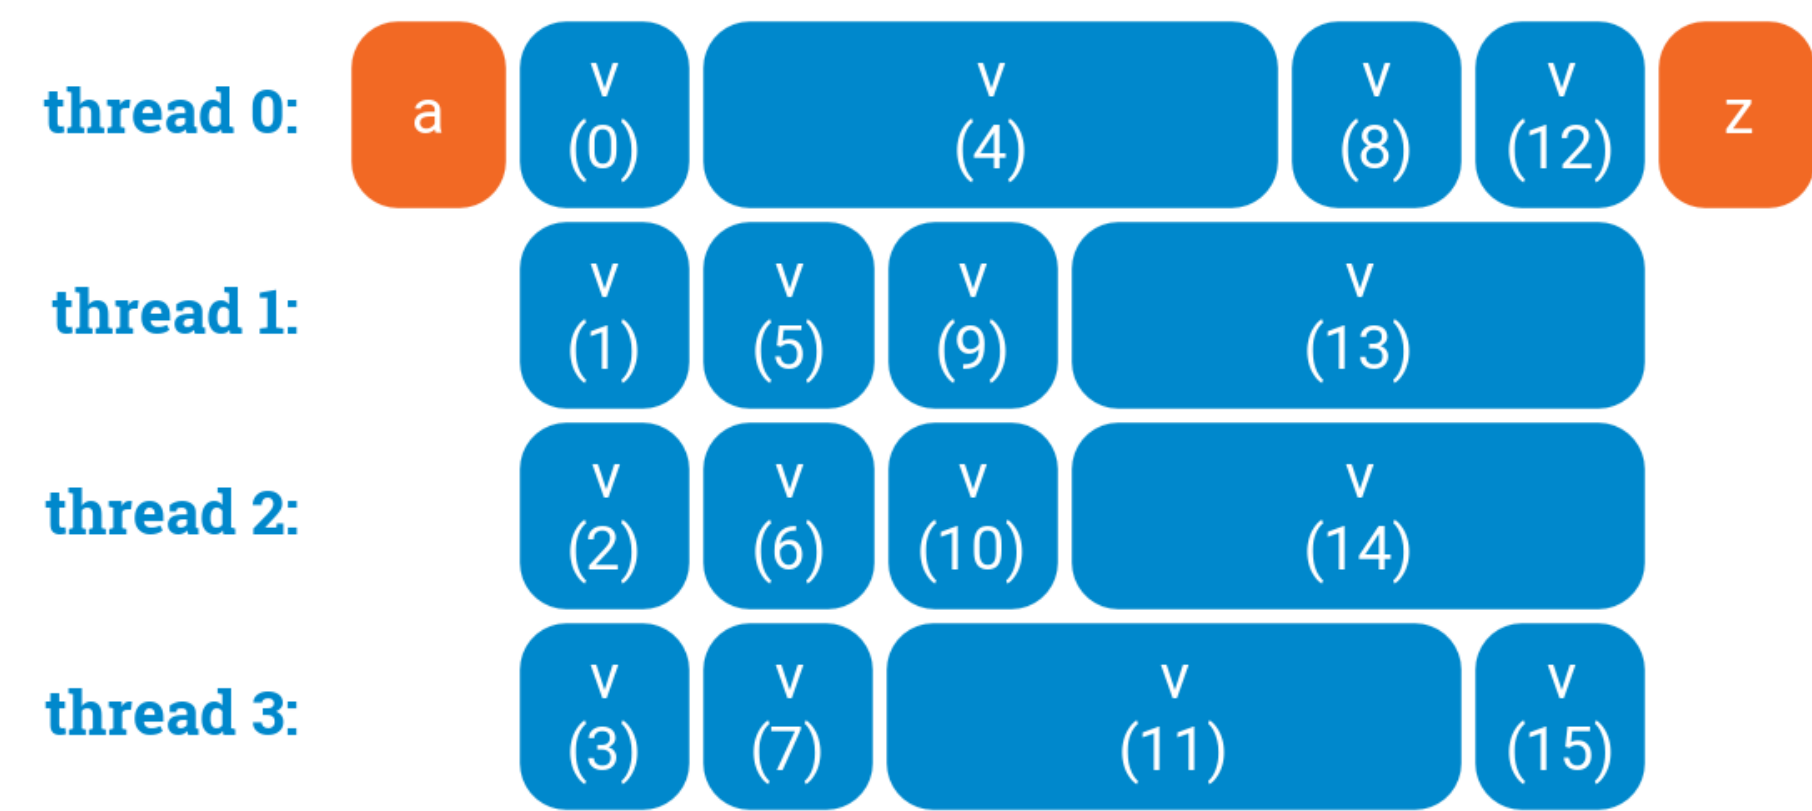 thread 0:
a
v
(0)
v
(4)
v
(8)
v
(12)
z
thread 1:
v
(1)
v
(5)
v
(9)
v
(13)
thread 2:
v
(2)
v
(6)
v
(10)
v
(14)
thread 3:
v
(3)
v
(7)
v
(11)
v
(15)